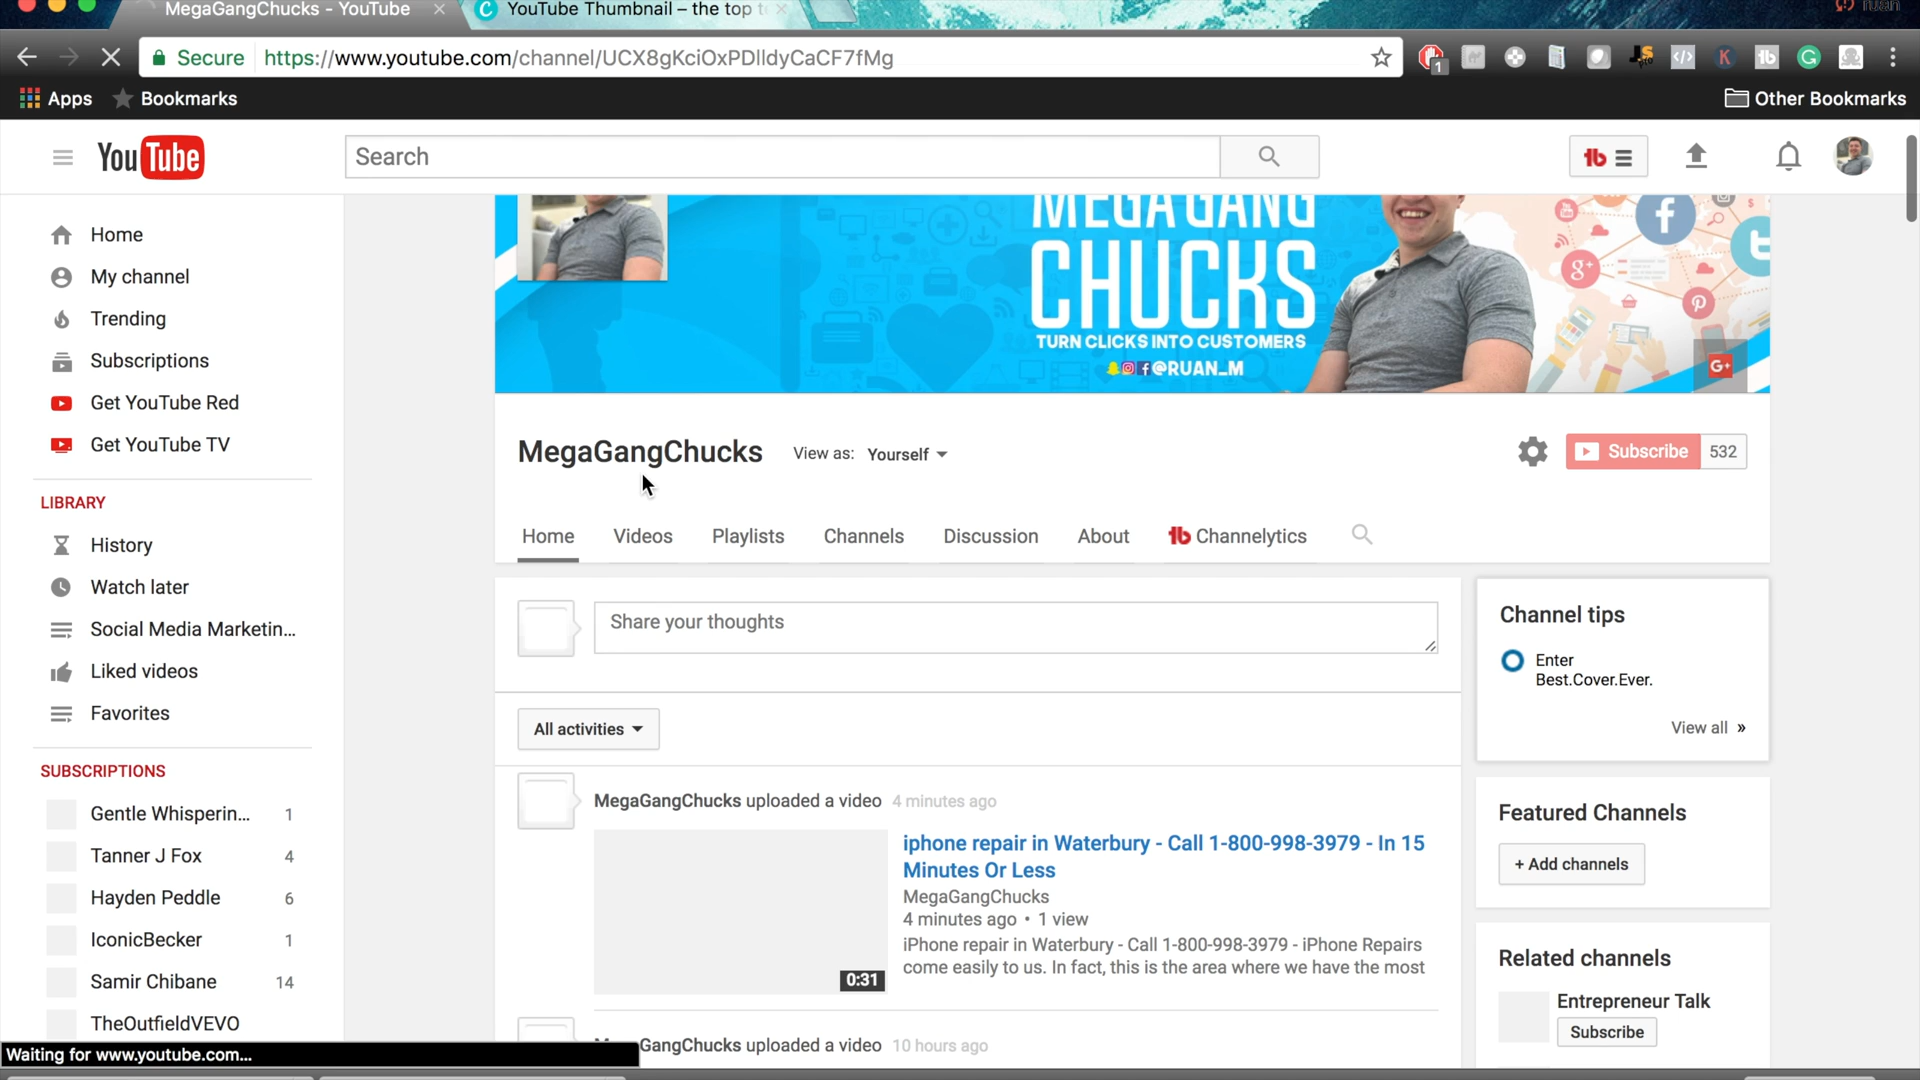 MegaGangChucks - YouTube
YouTube Thumbnail – the top t
ruan
Secure https://www.youtube.com/channel/UCX8gKciOxPDlldyCaCF7fMg
1
Apps Bookmarks
Other Bookmarks
YouTube
Search
Home
My channel
Trending
Subscriptions
Get YouTube Red
Get YouTube TV
LIBRARY
History
Watch later
Social Media Marketin...
Liked videos
Favorites
SUBSCRIPTIONS
Gentle Whisperin... 1
Tanner J Fox 4
Hayden Peddle 6
IconicBecker 1
Samir Chibane 14
TheOutfieldVEVO
Waiting for www.youtube.com...
MEGAGANG
CHUCKS
TURN CLICKS INTO CUSTOMERS
@RUAN_M
MegaGangChucks View as: Yourself
Subscribe 532
Home Videos Playlists Channels Discussion About Channelytics
Share your thoughts
All activities
MegaGangChucks uploaded a video 4 minutes ago
0:31
iphone repair in Waterbury - Call 1-800-998-3979 - In 15
Minutes Or Less
MegaGangChucks
4 minutes ago • 1 view
iPhone repair in Waterbury - Call 1-800-998-3979 - iPhone Repairs
come easily to us. In fact, this is the area where we have the most
GangChucks uploaded a video 10 hours ago
Channel tips
Enter
Best.Cover.Ever.
View all »
Featured Channels
+ Add channels
Related channels
Entrepreneur Talk
Subscribe